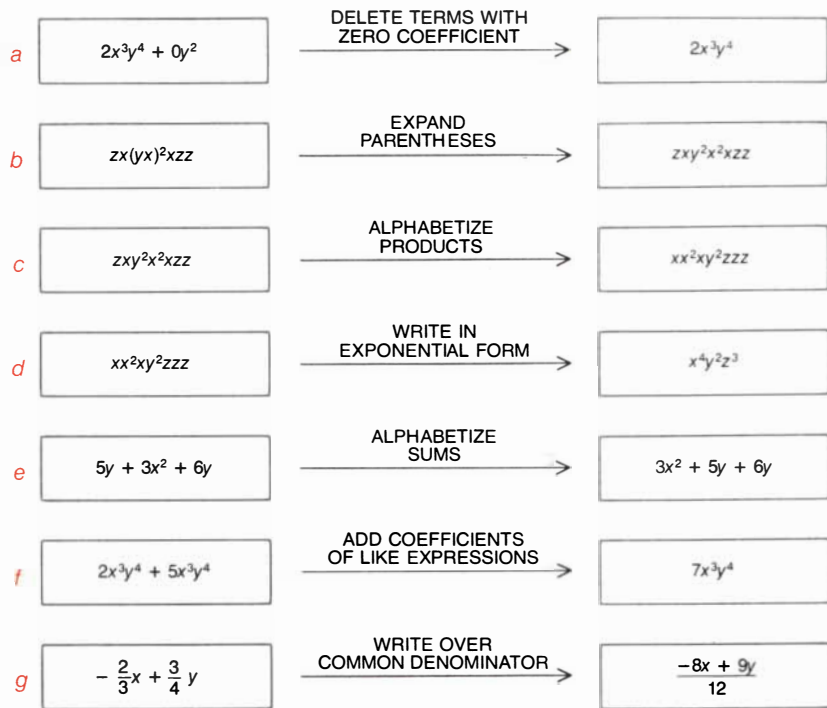 DELETE TERMS WITH
ZERO COEFFICIENT
a 2x³y⁴ + 0y² 2x³y⁴
EXPAND
PARENTHESES
b zx(yx)²xzz zxy²x²xzz
ALPHABETIZE
PRODUCTS
c zxy²x²xzz xx²xy²zzz
WRITE IN
EXPONENTIAL FORM
d xx²xy²zzz x⁴y²z³
ALPHABETIZE
SUMS
e 5y + 3x² + 6y 3x² + 5y + 6y
ADD COEFFICIENTS
OF LIKE EXPRESSIONS
f 2x³y⁴ + 5x³y⁴ 7x³y⁴
WRITE OVER
COMMON DENOMINATOR
g - 2/3 x + 3/4 y -8x + 9y / 12